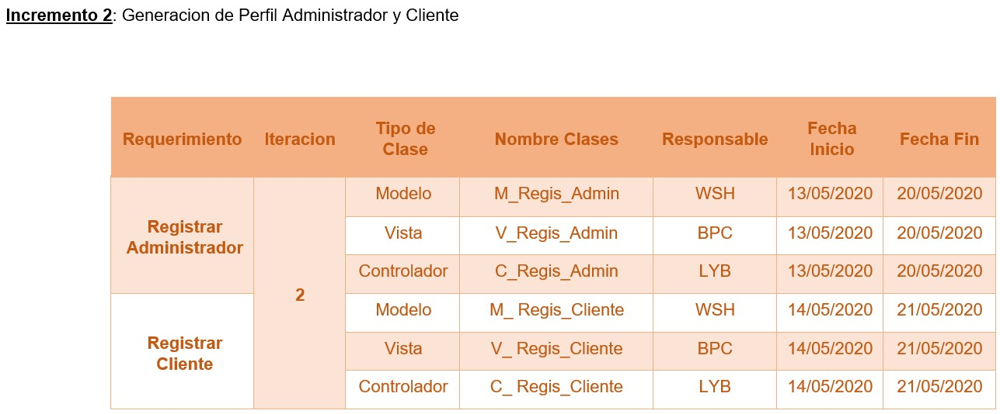 Incremento 2: Generacion de Perfil Administrador y Cliente
Requerimiento Iteracion Tipo de Clase Nombre Clases Responsable Fecha Inicio Fecha Fin
Registrar Administrador 2 Modelo M_Regis_Admin WSH 13/05/2020 20/05/2020
Vista V_Regis_Admin BPC 13/05/2020 20/05/2020
Controlador C_Regis_Admin LYB 13/05/2020 20/05/2020
Registrar Cliente Modelo M_ Regis_Cliente WSH 14/05/2020 21/05/2020
Vista V_ Regis_Cliente BPC 14/05/2020 21/05/2020
Controlador C_ Regis_Cliente LYB 14/05/2020 21/05/2020